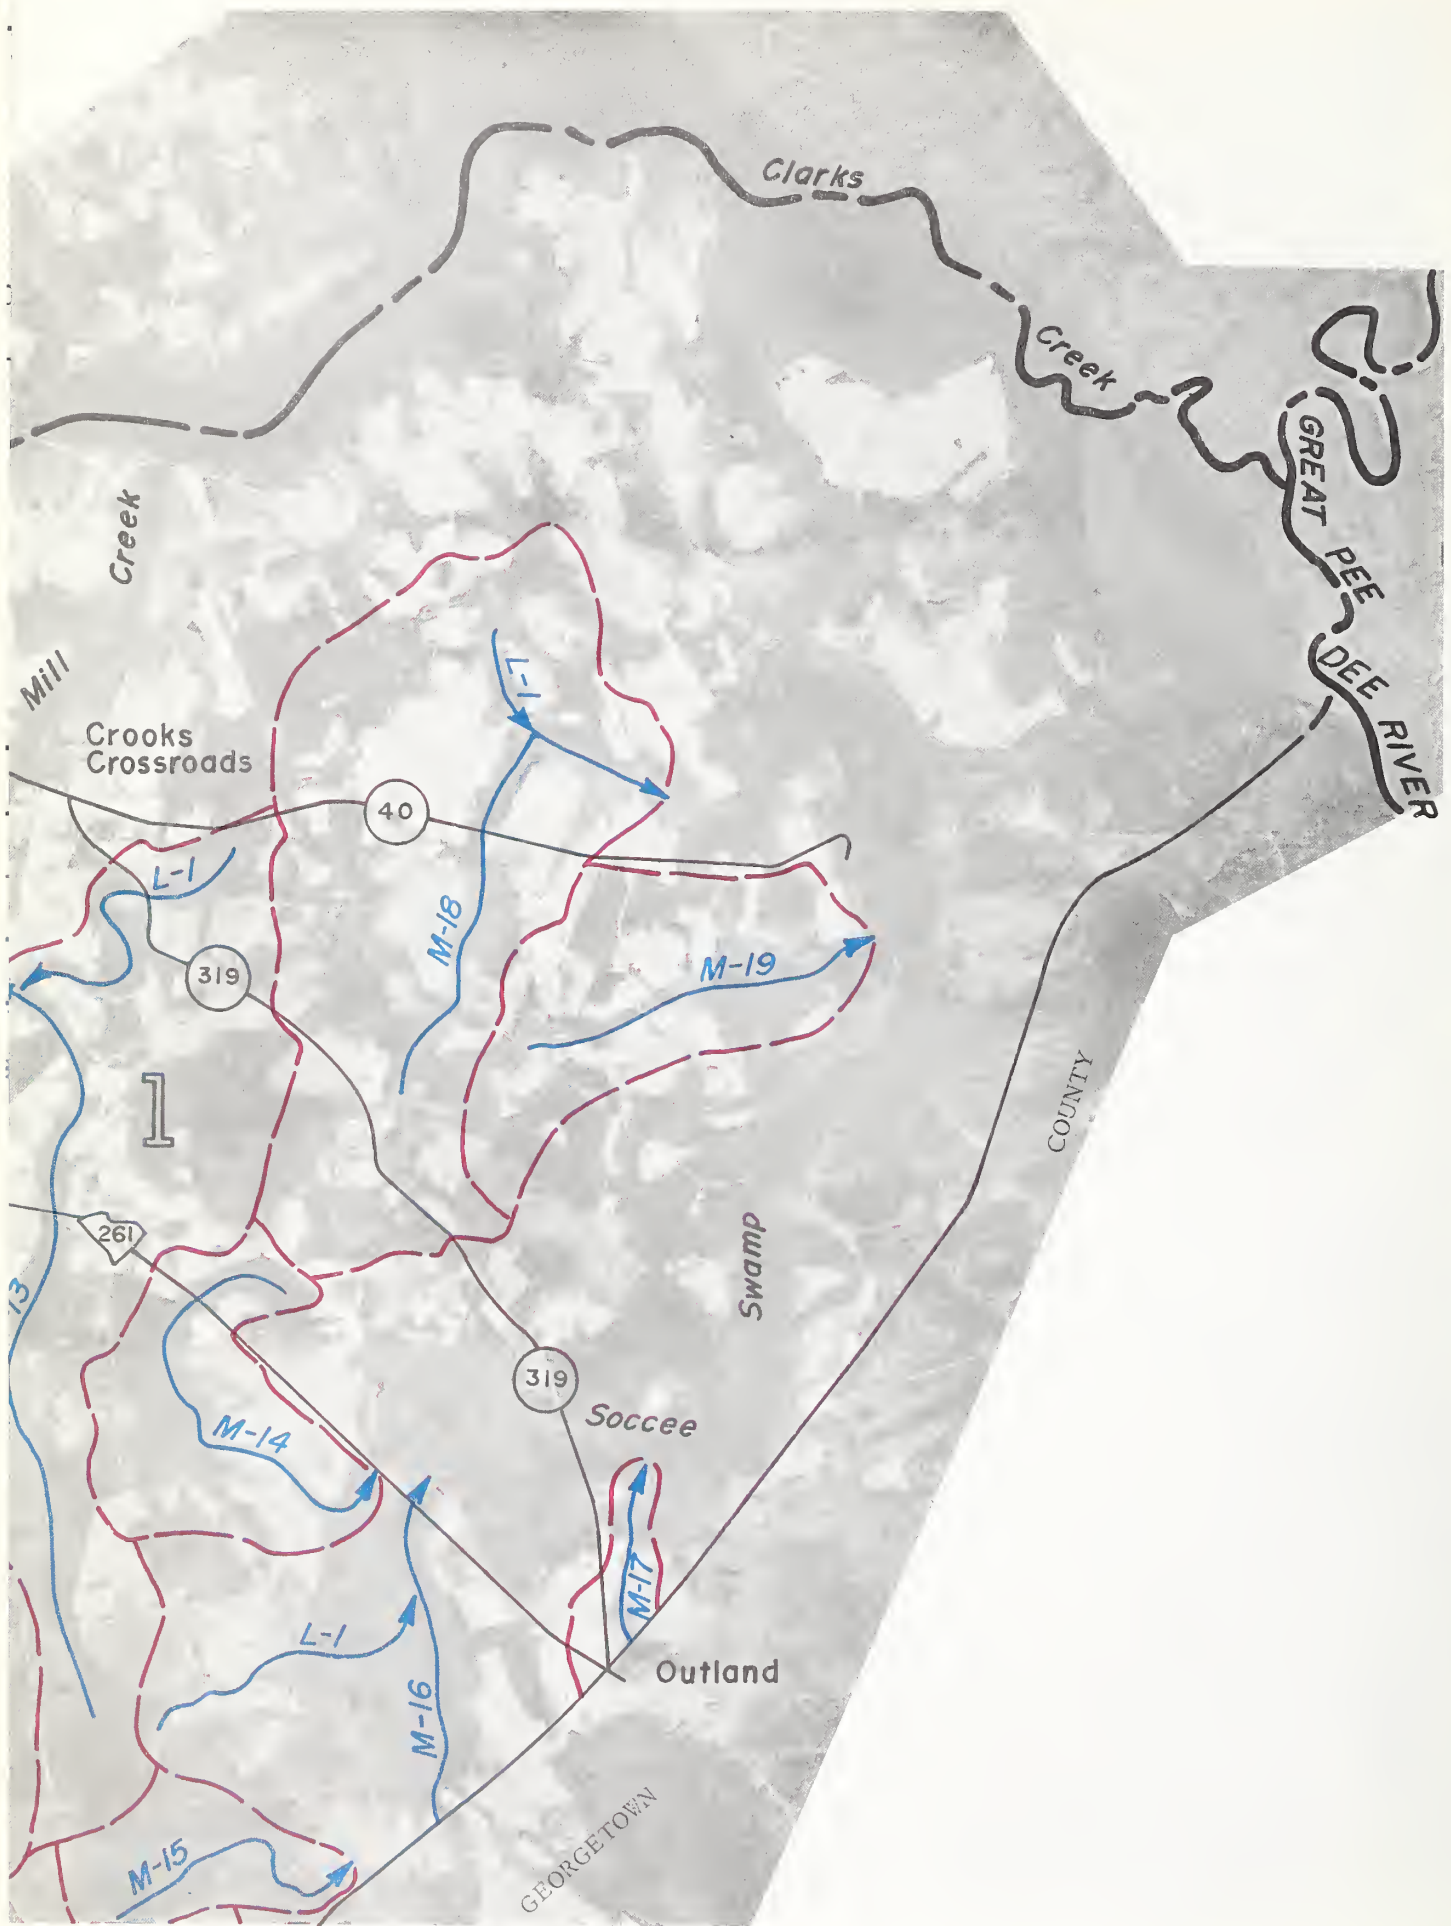 Clarks
Creek
GREAT PEE DEE RIVER
Creek
Mill
L-1
Crooks
Crossroads
40
L-1
M-18
M-19
319
1
COUNTY
261
Swamp
13
319
Soccee
M-14
M-17
L-1
Outland
M-16
GEORGETOWN
M-15